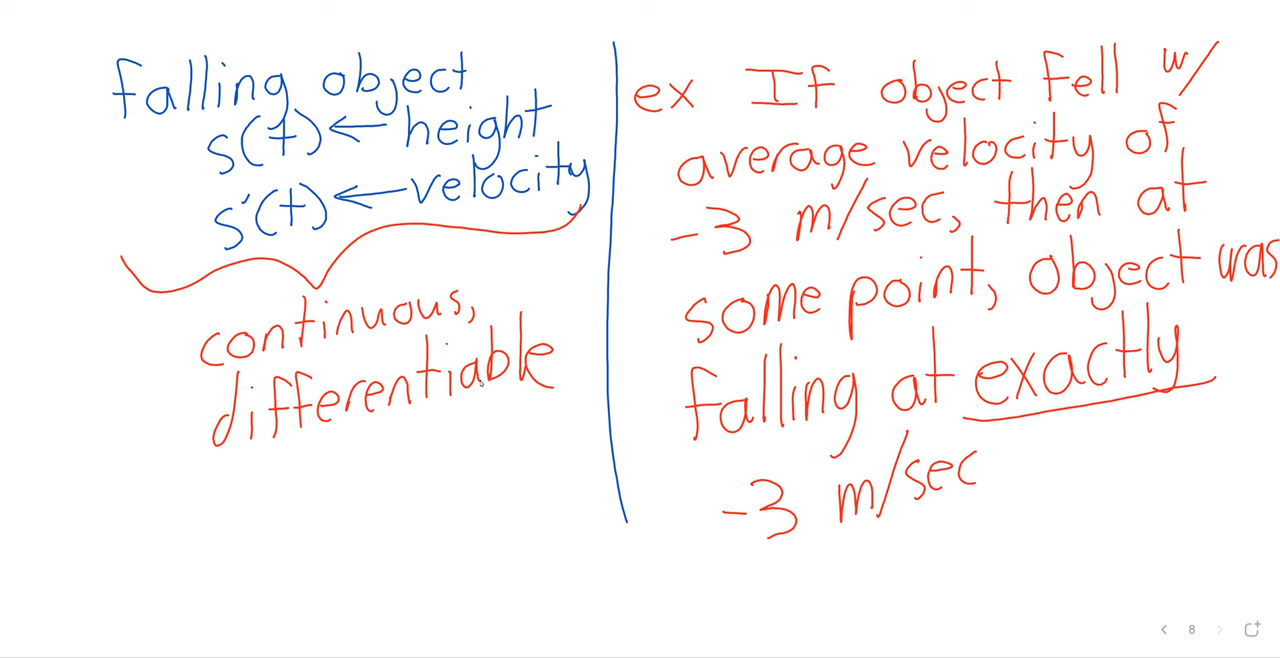 falling object
s(t) ← height
s'(t) ← velocity
continuous,
differentiable
ex If object fell w/
average velocity of
-3 m/sec, then at
some point, object was
falling at exactly
-3 m/sec
8